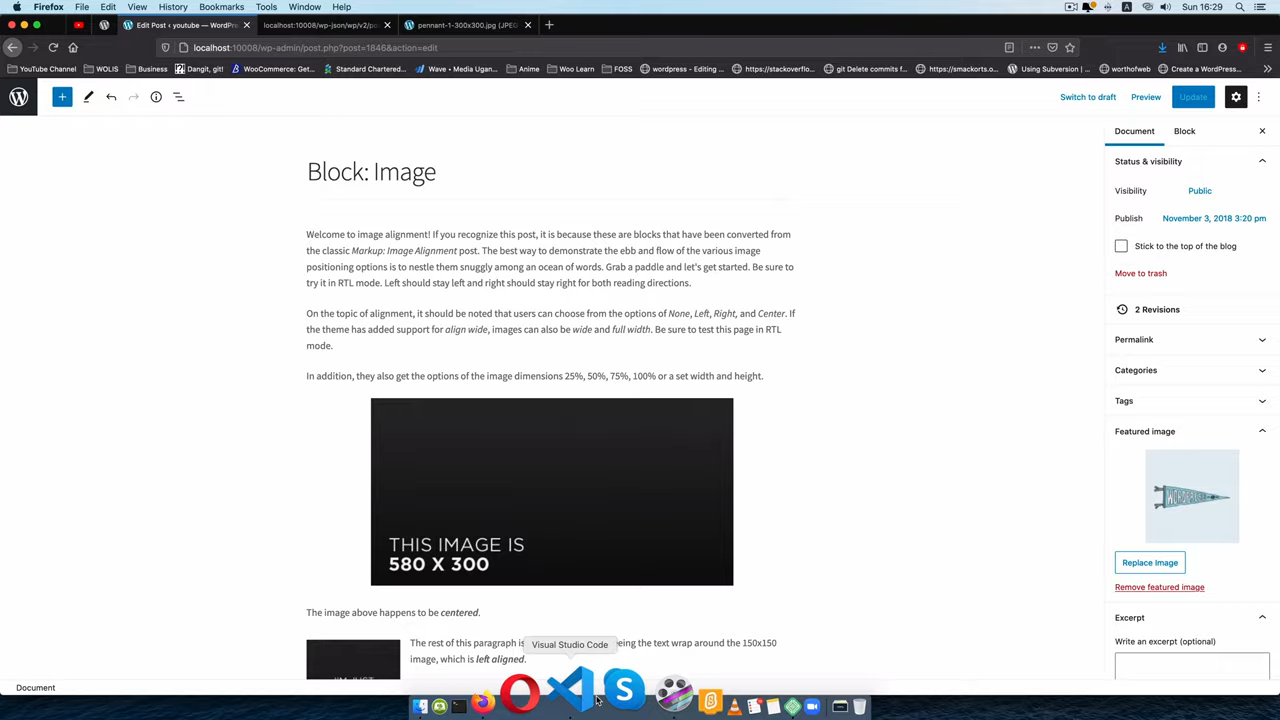 Firefox File Edit View History Bookmarks Tools Window Help
Sun 16:29
Edit Post ‹ youtube — WordPre
localhost:10008/wp-json/wp/v2/po
pennant-1-300x300.jpg (JPEG
localhost:10008/wp-admin/post.php?post=1846&action=edit
YouTube Channel WOLIS Business Dangit, git! WooCommerce: Get... Standard Chartered... Wave • Media Ugan... Anime Woo Learn FOSS wordpress - Editing ... https://stackoverflo... git Delete commits f... https://smackorts.o... Using Subversion (... worthofweb Create a WordPress...
Switch to draft Preview Update
Document Block
Status & visibility
Visibility Public
Publish November 3, 2018 3:20 pm
Stick to the top of the blog
Move to trash
2 Revisions
Permalink
Categories
Tags
Featured image
Replace Image
Remove featured image
Excerpt
Write an excerpt (optional)
Block: Image
Welcome to image alignment! If you recognize this post, it is because these are blocks that have been converted from
the classic Markup: Image Alignment post. The best way to demonstrate the ebb and flow of the various image
positioning options is to nestle them snuggly among an ocean of words. Grab a paddle and let's get started. Be sure to
try it in RTL mode. Left should stay left and right should stay right for both reading directions.
On the topic of alignment, it should be noted that users can choose from the options of None, Left, Right, and Center. If
the theme has added support for align wide, images can also be wide and full width. Be sure to test this page in RTL
mode.
In addition, they also get the options of the image dimensions 25%, 50%, 75%, 100% or a set width and height.
THIS IMAGE IS
580 X 300
The image above happens to be centered.
The rest of this paragraph is eeing the text wrap around the 150x150
image, which is left aligned.
Visual Studio Code
Document